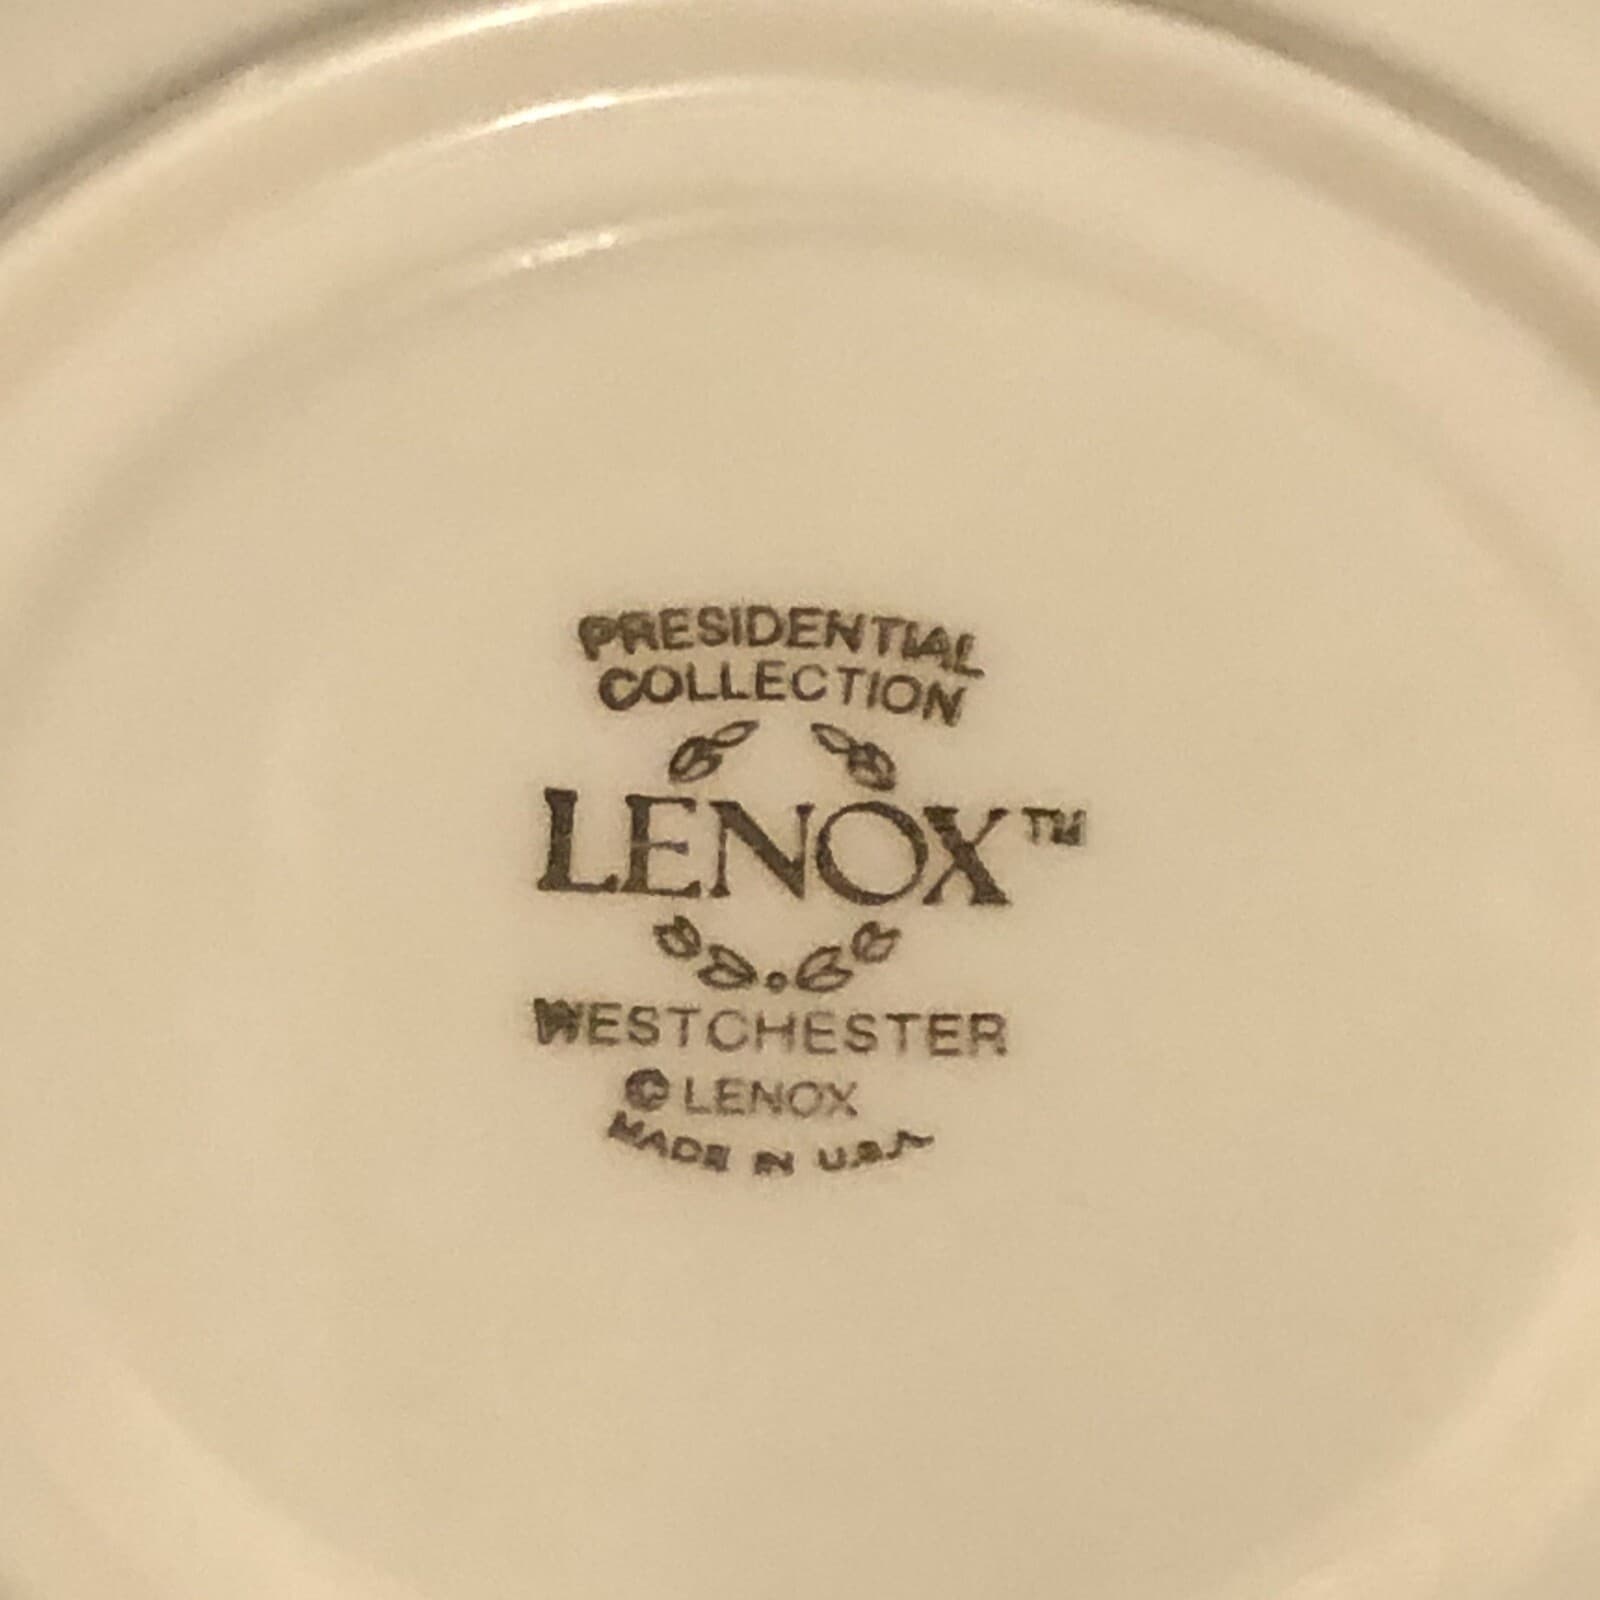 PRESIDENTIAL
COLLECTION
LENOX™
WESTCHESTER
© LENOX
MADE IN U.S.A.